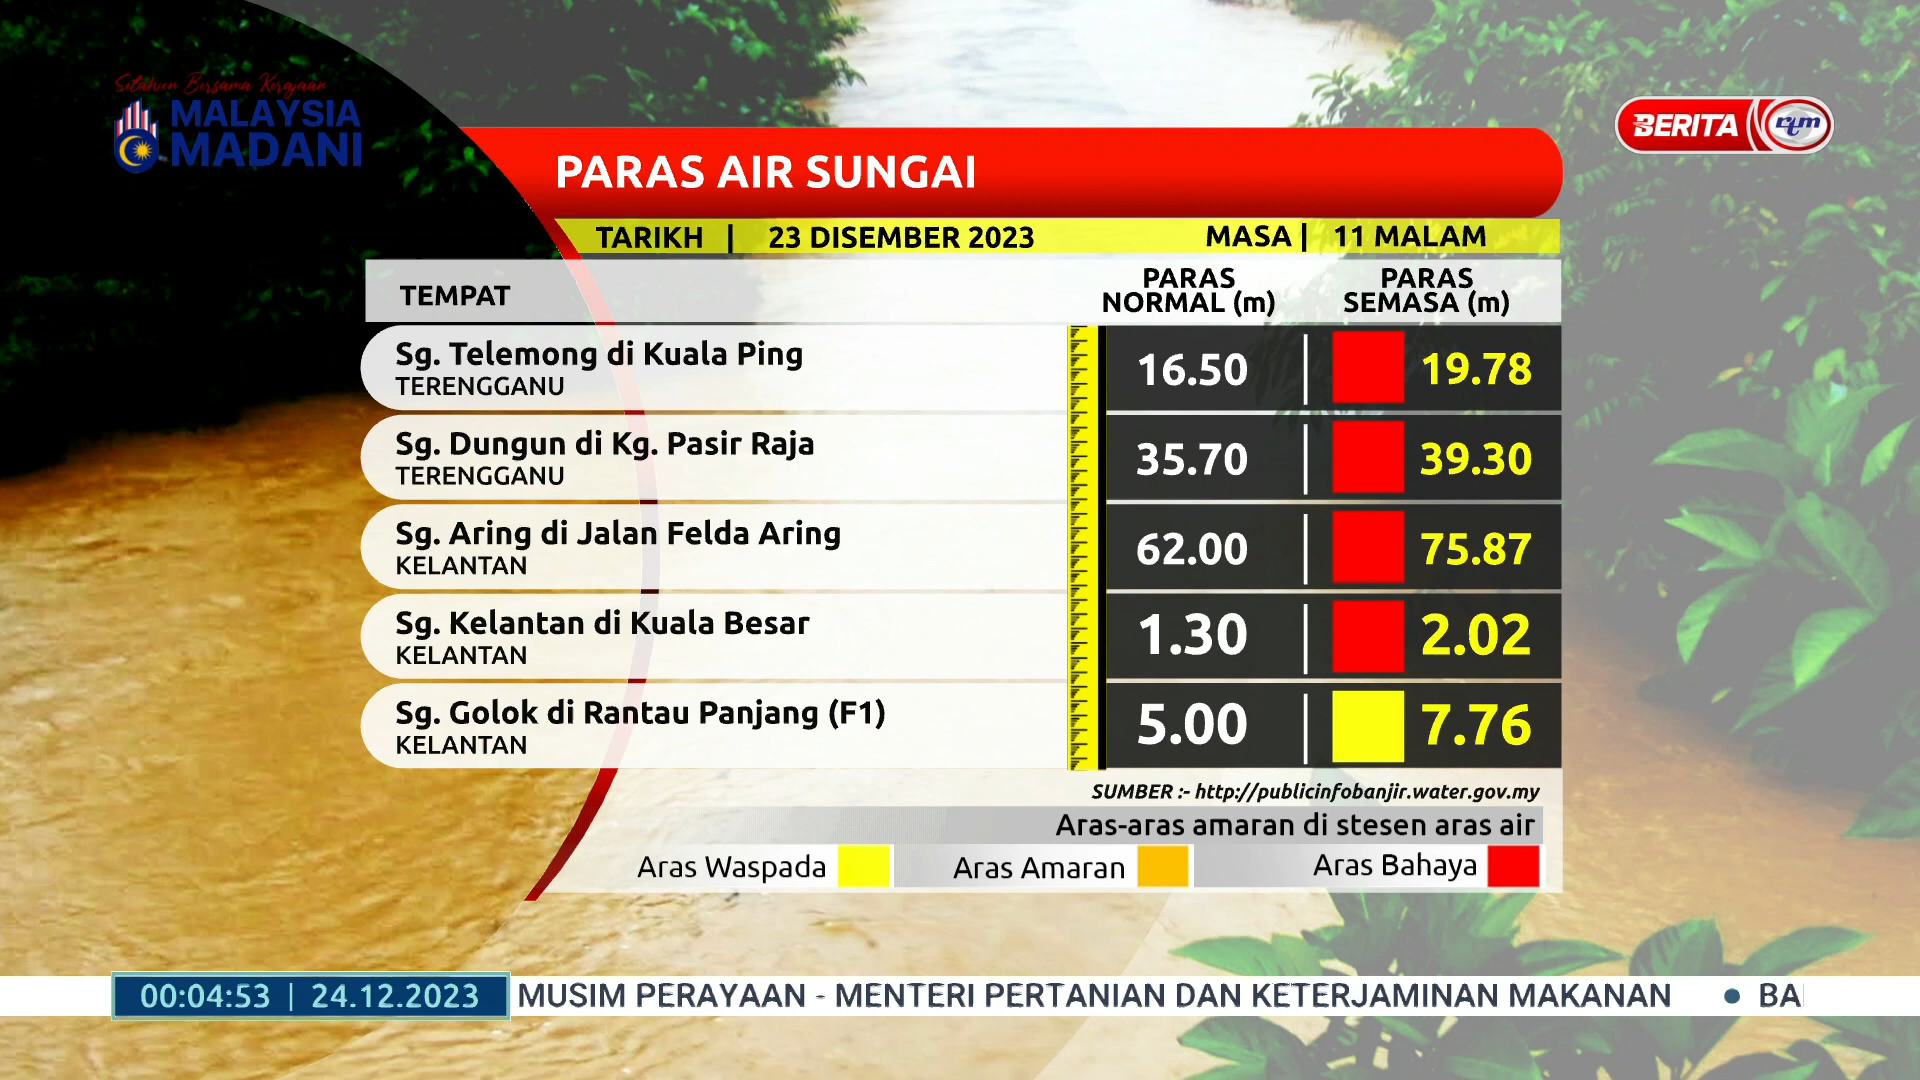 Setahun Bersama Kerajaan
MALAYSIA
MADANI
BERITA rtm
PARAS AIR SUNGAI
TARIKH | 23 DISEMBER 2023 MASA | 11 MALAM
TEMPAT
PARAS NORMAL (m)
PARAS SEMASA (m)
Sg. Telemong di Kuala Ping
TERENGGANU
16.50 19.78
Sg. Dungun di Kg. Pasir Raja
TERENGGANU
35.70 39.30
Sg. Aring di Jalan Felda Aring
KELANTAN
62.00 75.87
Sg. Kelantan di Kuala Besar
KELANTAN
1.30 2.02
Sg. Golok di Rantau Panjang (F1)
KELANTAN
5.00 7.76
SUMBER :- http://publicinfobanjir.water.gov.my
Aras-aras amaran di stesen aras air
Aras Waspada Aras Amaran Aras Bahaya
00:04:53 | 24.12.2023 MUSIM PERAYAAN - MENTERI PERTANIAN DAN KETERJAMINAN MAKANAN • BA